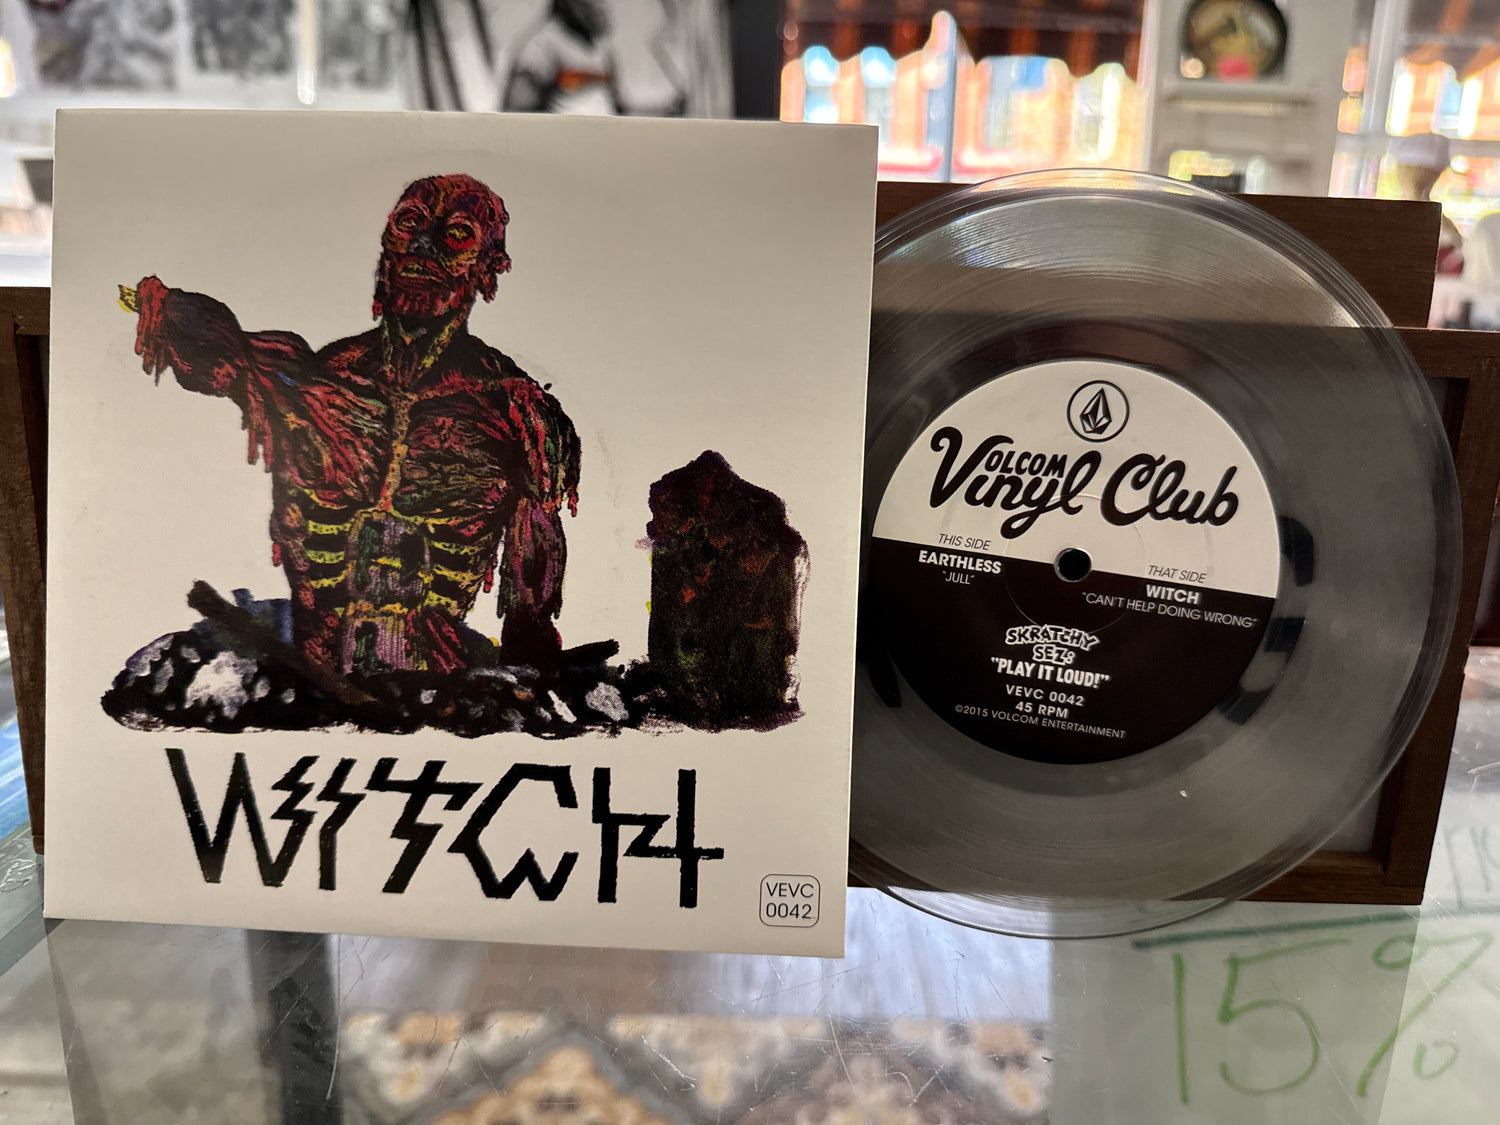 WITCH
VEVC
0042
VOLCOM
Vinyl Club
THIS SIDE
EARTHLESS
"JULL"
THAT SIDE
WITCH
"CAN'T HELP DOING WRONG"
SKRATCHY
SEZ:
"PLAY IT LOUD!"
VEVC 0042
45 RPM
©2015 VOLCOM ENTERTAINMENT
15%